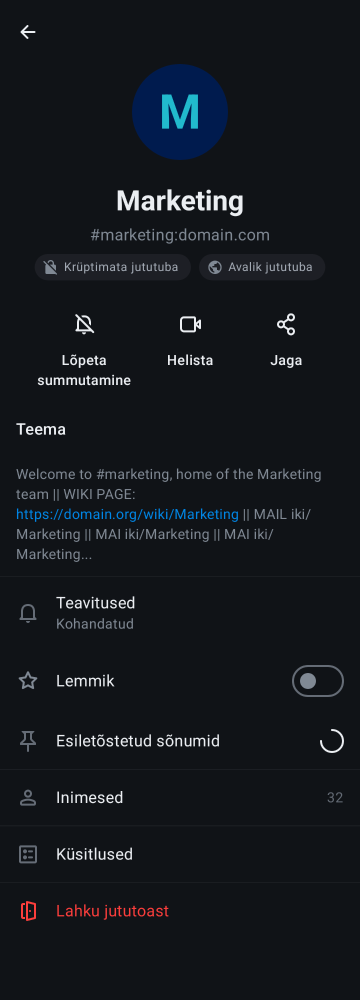 M
Marketing
#marketing:domain.com
Krüptimata jututuba
Avalik jututuba
Lõpeta
summutamine
Helista
Jaga
Teema
Welcome to #marketing, home of the Marketing
team || WIKI PAGE:
https://domain.org/wiki/Marketing || MAIL iki/
Marketing || MAI iki/Marketing || MAI iki/
Marketing...
Teavitused
Kohandatud
Lemmik
Esiletõstetud sõnumid
Inimesed
32
Küsitlused
Lahku jututoast